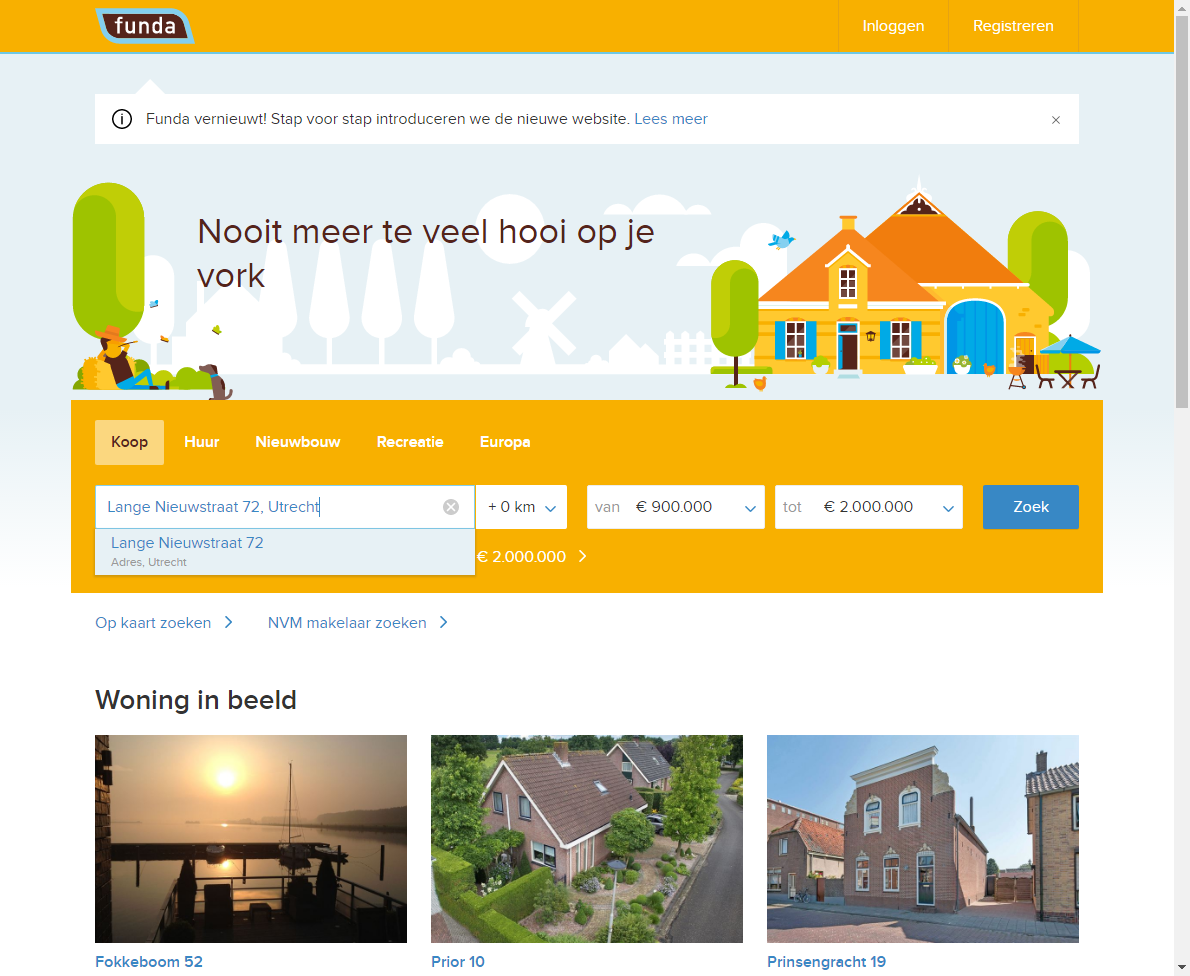 funda
Inloggen
Registreren
Funda vernieuwt! Stap voor stap introduceren we de nieuwe website. Lees meer
Nooit meer te veel hooi op je
vork
Koop
Huur
Nieuwbouw
Recreatie
Europa
Lange Nieuwstraat 72, Utrecht
+ 0 km
van € 900.000
tot € 2.000.000
Zoek
Lange Nieuwstraat 72
Adres, Utrecht
€ 2.000.000
Op kaart zoeken
NVM makelaar zoeken
Woning in beeld
Fokkeboom 52
Prior 10
Prinsengracht 19